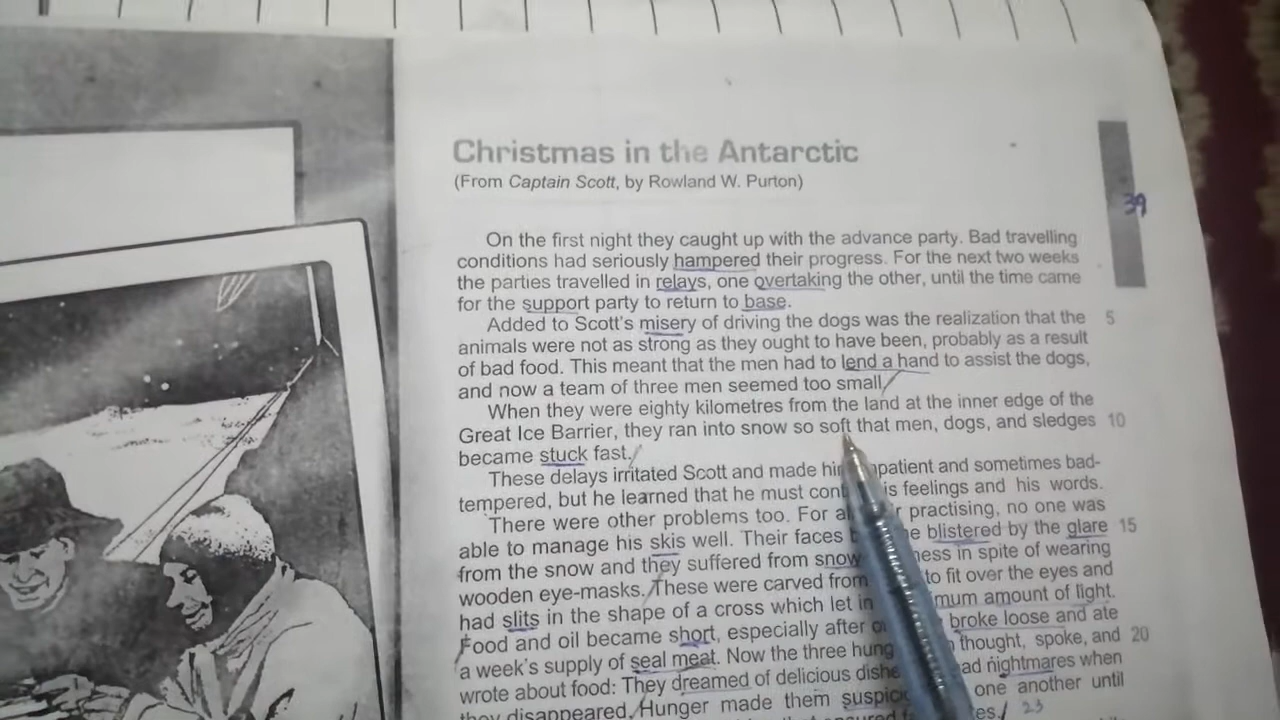 Christmas in the Antarctic
(From Captain Scott, by Rowland W. Purton)
39
On the first night they caught up with the advance party. Bad travelling
conditions had seriously hampered their progress. For the next two weeks
the parties travelled in relays, one overtaking the other, until the time came
for the support party to return to base.
Added to Scott's misery of driving the dogs was the realization that the 5
animals were not as strong as they ought to have been, probably as a result
of bad food. This meant that the men had to lend a hand to assist the dogs,
and now a team of three men seemed too small.
When they were eighty kilometres from the land at the inner edge of the
Great Ice Barrier, they ran into snow so soft that men, dogs, and sledges 10
became stuck fast.
These delays irritated Scott and made him patient and sometimes bad-
tempered, but he learned that he must his feelings and his words.
There were other problems too. For practising, no one was
able to manage his skis well. Their faces blistered by the glare 15
from the snow and they suffered from snow in spite of wearing
wooden eye-masks. These were carved from to fit over the eyes and
had slits in the shape of a cross which let in amount of light.
Food and oil became short, especially after broke loose and ate
a week's supply of seal meat. Now the three thought, spoke, and 20
wrote about food: They dreamed of delicious nightmares when
they disappeared. Hunger made them one another until
23